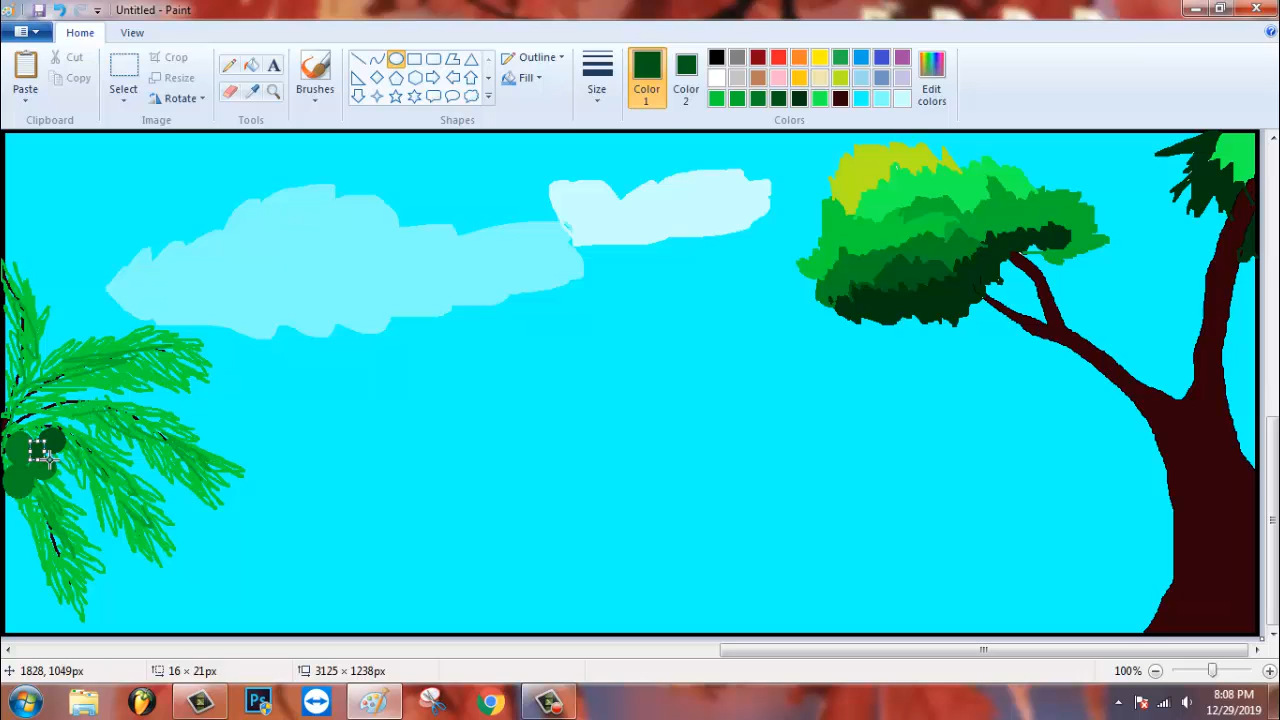 Untitled - Paint
Home View
Paste
Cut
Copy
Clipboard
Select
Crop
Resize
Rotate
Image
A
Tools
Brushes
Outline
Fill
Shapes
Size
Color 1
Color 2
Edit colors
Colors
1828, 1049px
16 × 21px
3125 × 1238px
100%
Ps
8:08 PM
12/29/2019